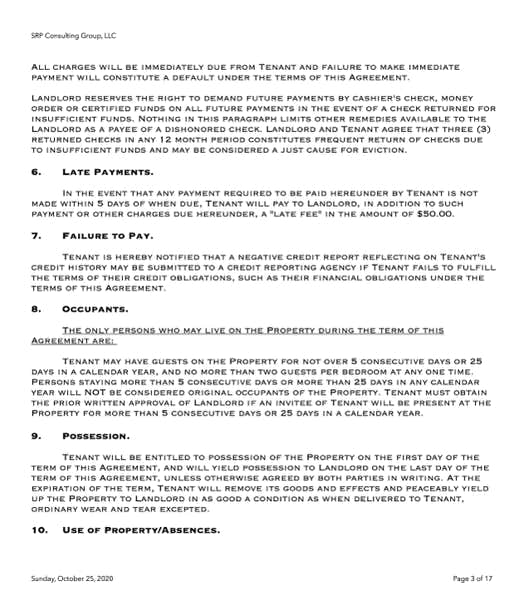 SRP Consulting Group, LLC
ALL CHARGES WILL BE IMMEDIATELY DUE FROM TENANT AND FAILURE TO MAKE IMMEDIATE
PAYMENT WILL CONSTITUTE A DEFAULT UNDER THE TERMS OF THIS AGREEMENT.
LANDLORD RESERVES THE RIGHT TO DEMAND FUTURE PAYMENTS BY CASHIER'S CHECK, MONEY
ORDER OR CERTIFIED FUNDS ON ALL FUTURE PAYMENTS IN THE EVENT OF A CHECK RETURNED FOR
INSUFFICIENT FUNDS. NOTHING IN THIS PARAGRAPH LIMITS OTHER REMEDIES AVAILABLE TO THE
LANDLORD AS A PAYEE OF A DISHONORED CHECK. LANDLORD AND TENANT AGREE THAT THREE (3)
RETURNED CHECKS IN ANY 12 MONTH PERIOD CONSTITUTES FREQUENT RETURN OF CHECKS DUE
TO INSUFFICIENT FUNDS AND MAY BE CONSIDERED A JUST CAUSE FOR EVICTION.
6. LATE PAYMENTS.
IN THE EVENT THAT ANY PAYMENT REQUIRED TO BE PAID HEREUNDER BY TENANT IS NOT
MADE WITHIN 5 DAYS OF WHEN DUE, TENANT WILL PAY TO LANDLORD, IN ADDITION TO SUCH
PAYMENT OR OTHER CHARGES DUE HEREUNDER, A "LATE FEE" IN THE AMOUNT OF $50.00.
7. FAILURE TO PAY.
TENANT IS HEREBY NOTIFIED THAT A NEGATIVE CREDIT REPORT REFLECTING ON TENANT'S
CREDIT HISTORY MAY BE SUBMITTED TO A CREDIT REPORTING AGENCY IF TENANT FAILS TO FULFILL
THE TERMS OF THEIR CREDIT OBLIGATIONS, SUCH AS THEIR FINANCIAL OBLIGATIONS UNDER THE
TERMS OF THIS AGREEMENT.
8. OCCUPANTS.
THE ONLY PERSONS WHO MAY LIVE ON THE PROPERTY DURING THE TERM OF THIS
AGREEMENT ARE:
TENANT MAY HAVE GUESTS ON THE PROPERTY FOR NOT OVER 5 CONSECUTIVE DAYS OR 25
DAYS IN A CALENDAR YEAR, AND NO MORE THAN TWO GUESTS PER BEDROOM AT ANY ONE TIME.
PERSONS STAYING MORE THAN 5 CONSECUTIVE DAYS OR MORE THAN 25 DAYS IN ANY CALENDAR
YEAR WILL NOT BE CONSIDERED ORIGINAL OCCUPANTS OF THE PROPERTY. TENANT MUST OBTAIN
THE PRIOR WRITTEN APPROVAL OF LANDLORD IF AN INVITEE OF TENANT WILL BE PRESENT AT THE
PROPERTY FOR MORE THAN 5 CONSECUTIVE DAYS OR 25 DAYS IN A CALENDAR YEAR.
9. POSSESSION.
TENANT WILL BE ENTITLED TO POSSESSION OF THE PROPERTY ON THE FIRST DAY OF THE
TERM OF THIS AGREEMENT, AND WILL YIELD POSSESSION TO LANDLORD ON THE LAST DAY OF THE
TERM OF THIS AGREEMENT, UNLESS OTHERWISE AGREED BY BOTH PARTIES IN WRITING. AT THE
EXPIRATION OF THE TERM, TENANT WILL REMOVE ITS GOODS AND EFFECTS AND PEACEABLY YIELD
UP THE PROPERTY TO LANDLORD IN AS GOOD A CONDITION AS WHEN DELIVERED TO TENANT,
ORDINARY WEAR AND TEAR EXCEPTED.
10. USE OF PROPERTY/ABSENCES.
Sunday, October 25, 2020 Page 3 of 17